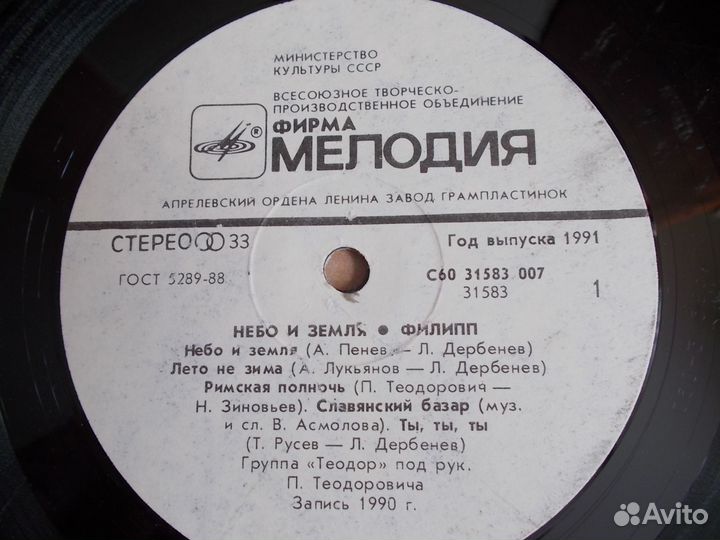 МИНИСТЕРСТВО
КУЛЬТУРЫ СССР
ВСЕСОЮЗНОЕ ТВОРЧЕСКО-
ПРОИЗВОДСТВЕННОЕ ОБЪЕДИНЕНИЕ
®
ФИРМА
МЕЛОДИЯ
АПРЕЛЕВСКИЙ ОРДЕНА ЛЕНИНА ЗАВОД ГРАМПЛАСТИНОК
СТЕРЕО 33
Год выпуска 1991
ГОСТ 5289-88
С60 31583 007
31583
1
НЕБО И ЗЕМЛЯ ● ФИЛИПП
Небо и земля (А. Пенев — Л. Дербенев)
Лето не зима (А. Лукьянов — Л. Дербенев)
Римская полночь (П. Теодорович —
Н. Зиновьев). Славянский базар (муз.
и сл. В. Асмолова). Ты, ты, ты
(Т. Русев — Л. Дербенев)
Группа «Теодор» под рук.
П. Теодоровича
Запись 1990 г.
Avito